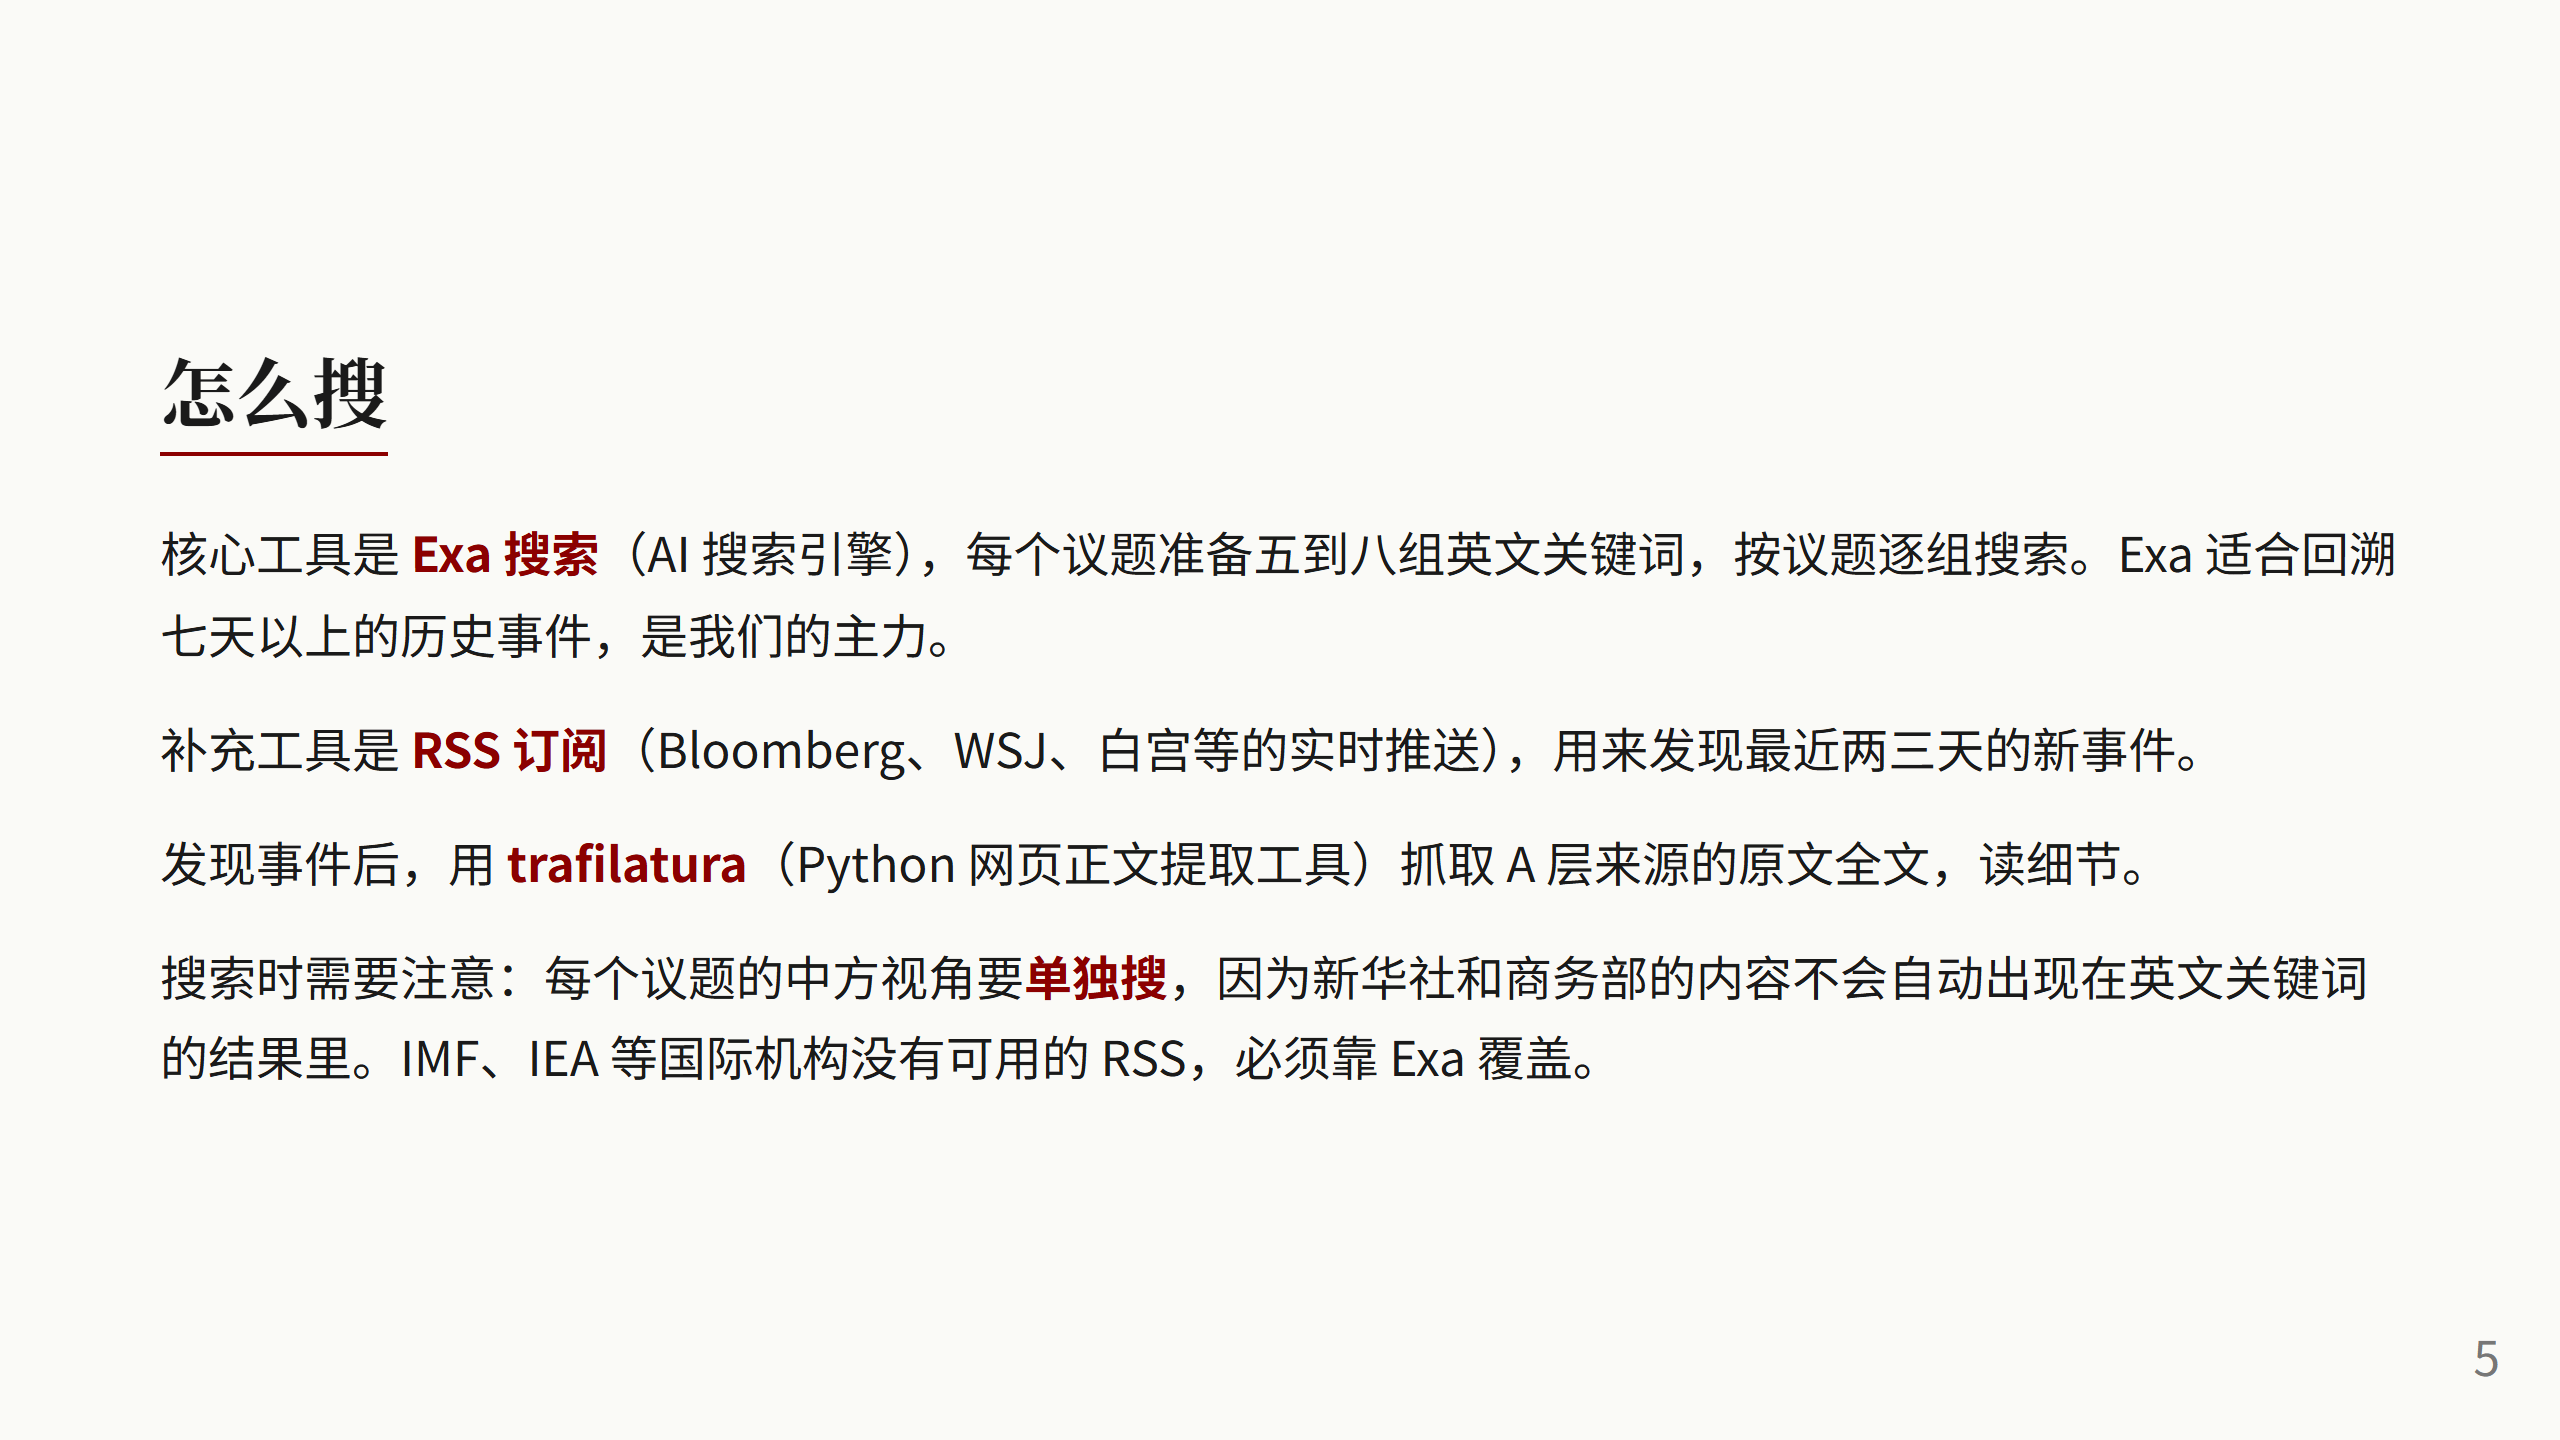 怎么搜
核心工具是 Exa 搜索（AI 搜索引擎），每个议题准备五到八组英文关键词，按议题逐组搜索。Exa 适合回溯
七天以上的历史事件，是我们的主力。
补充工具是 RSS 订阅（Bloomberg、WSJ、白宫等的实时推送），用来发现最近两三天的新事件。
发现事件后，用 trafilatura（Python 网页正文提取工具）抓取 A 层来源的原文全文，读细节。
搜索时需要注意：每个议题的中方视角要单独搜，因为新华社和商务部的内容不会自动出现在英文关键词
的结果里。IMF、IEA 等国际机构没有可用的 RSS，必须靠 Exa 覆盖。
5